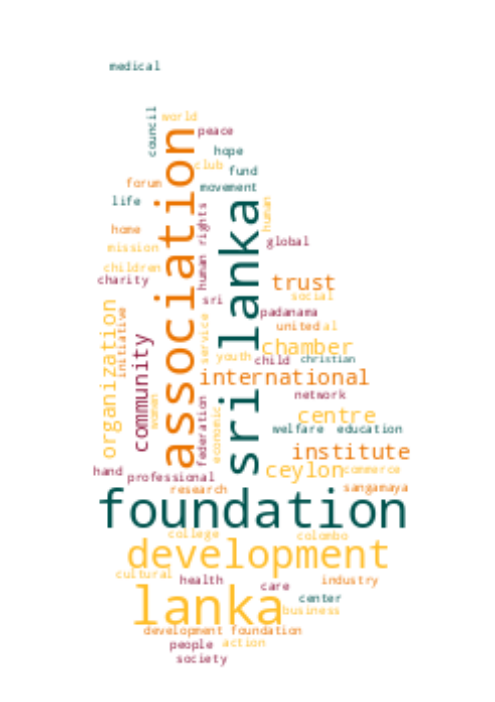 medical
council
world
association
peace
hope
club
fund
forum
movement
life
sri lanka
human
human rights
home
global
mission
children
charity
trust
sri
social
organization
initiative
padanama
service
united
al
community
chamber
youth
child
christian
international
women
network
federation
economic
centre
welfare
education
institute
hand
professional
ceylon
commerce
research
sangamaya
foundation
college
colombo
development
cultural
health
care
industry
lanka
center
business
development foundation
people
action
society